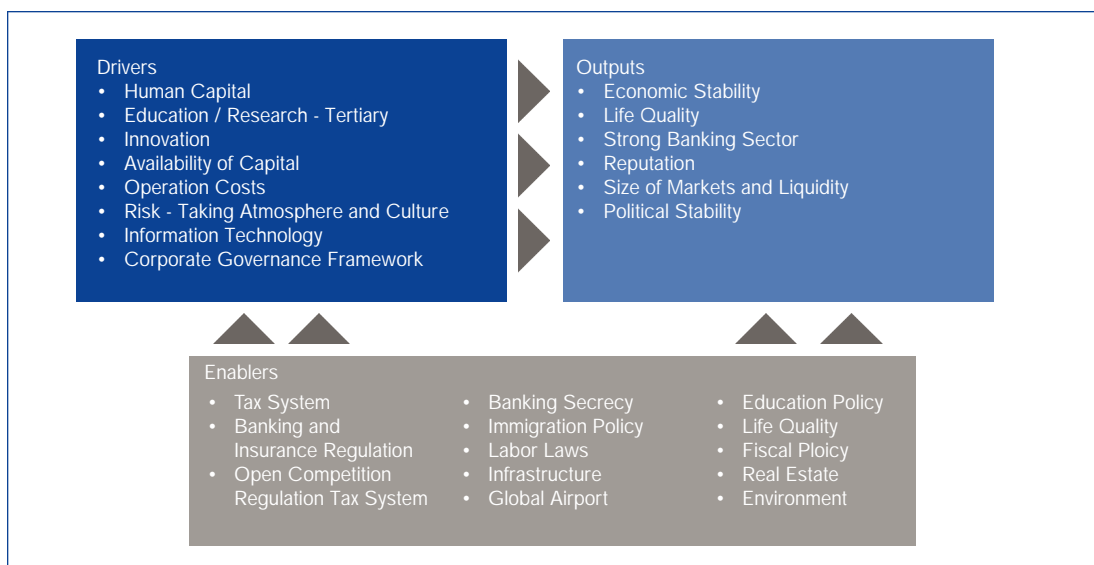 Drivers
• Human Capital
• Education / Research - Tertiary
• Innovation
• Availability of Capital
• Operation Costs
• Risk - Taking Atmosphere and Culture
• Information Technology
• Corporate Governance Framework
Outputs
• Economic Stability
• Life Quality
• Strong Banking Sector
• Reputation
• Size of Markets and Liquidity
• Political Stability
Enablers
• Tax System
• Banking and
Insurance Regulation
• Open Competition
Regulation Tax System
• Banking Secrecy
• Immigration Policy
• Labor Laws
• Infrastructure
• Global Airport
• Education Policy
• Life Quality
• Fiscal Ploicy
• Real Estate
• Environment